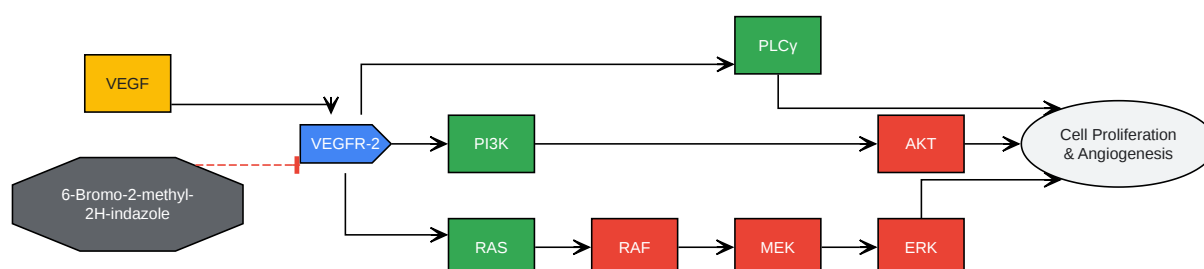 PLCγ
VEGF
VEGFR-2
PI3K
AKT
Cell Proliferation
& Angiogenesis
6-Bromo-2-methyl-
2H-indazole
RAS
RAF
MEK
ERK